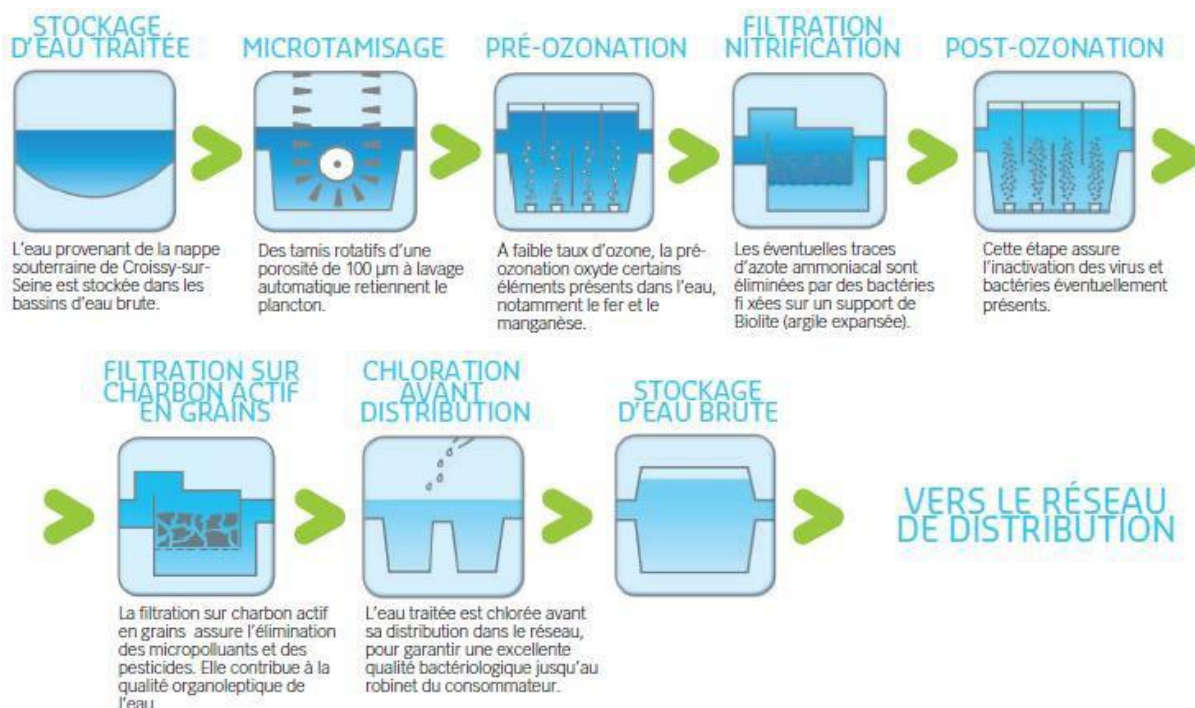 STOCKAGE
D'EAU TRAITÉE
L'eau provenant de la nappe
souterraine de Croissy-sur-
Seine est stockée dans les
bassins d'eau brute.
MICROTAMISAGE
Des tamis rotatifs d'une
porosité de 100 µm à lavage
automatique retiennent le
plancton.
PRÉ-OZONATION
A faible taux d'ozone, la pré-
ozonation oxyde certains
éléments présents dans l'eau,
notamment le fer et le
manganèse.
FILTRATION
NITRIFICATION
Les éventuelles traces
d'azote ammoniacal sont
éliminées par des bactéries
fi xées sur un support de
Biolite (argile expansée).
POST-OZONATION
Cette étape assure
l'inactivation des virus et
bactéries éventuellement
présents.
FILTRATION SUR
CHARBON ACTIF
EN GRAINS
La filtration sur charbon actif
en grains assure l'élimination
des micropolluants et des
pesticides. Elle contribue à la
qualité organoleptique de
l'eau
CHLORATION
AVANT
DISTRIBUTION
L'eau traitée est chlorée avant
sa distribution dans le réseau,
pour garantir une excellente
qualité bactériologique jusqu'au
robinet du consommateur.
STOCKAGE
D'EAU BRUTE
VERS LE RÉSEAU
DE DISTRIBUTION